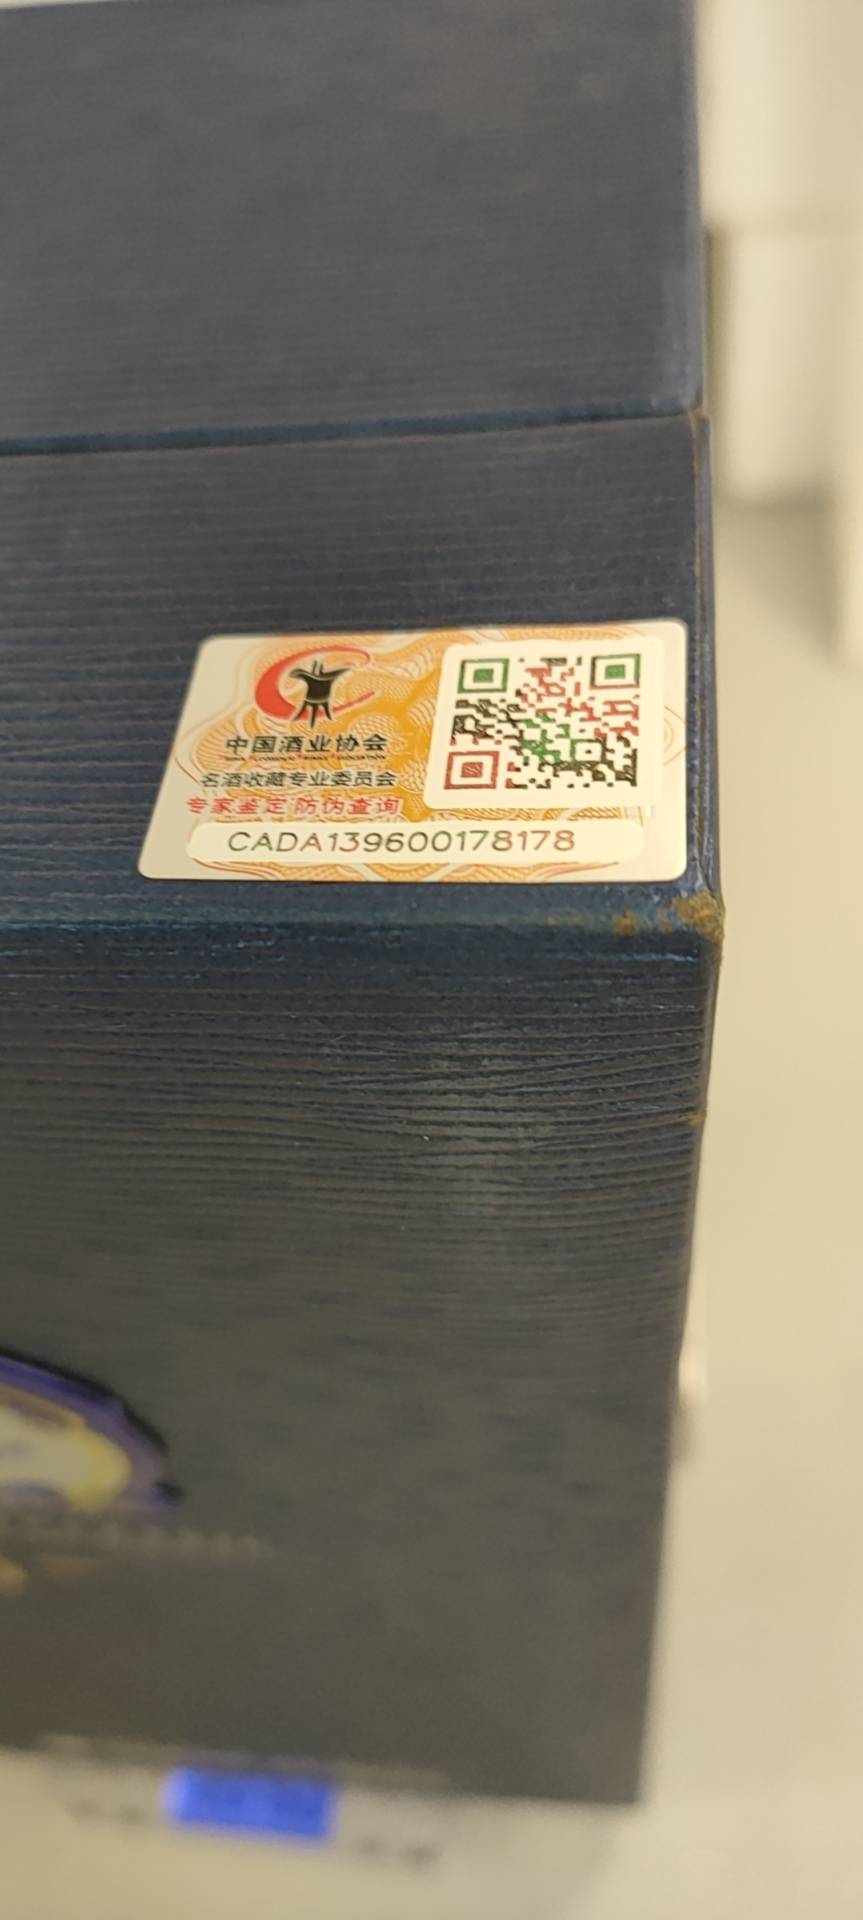 中国酒业协会
名酒收藏专业委员会
专家鉴定 防伪查询
CADA139600178178